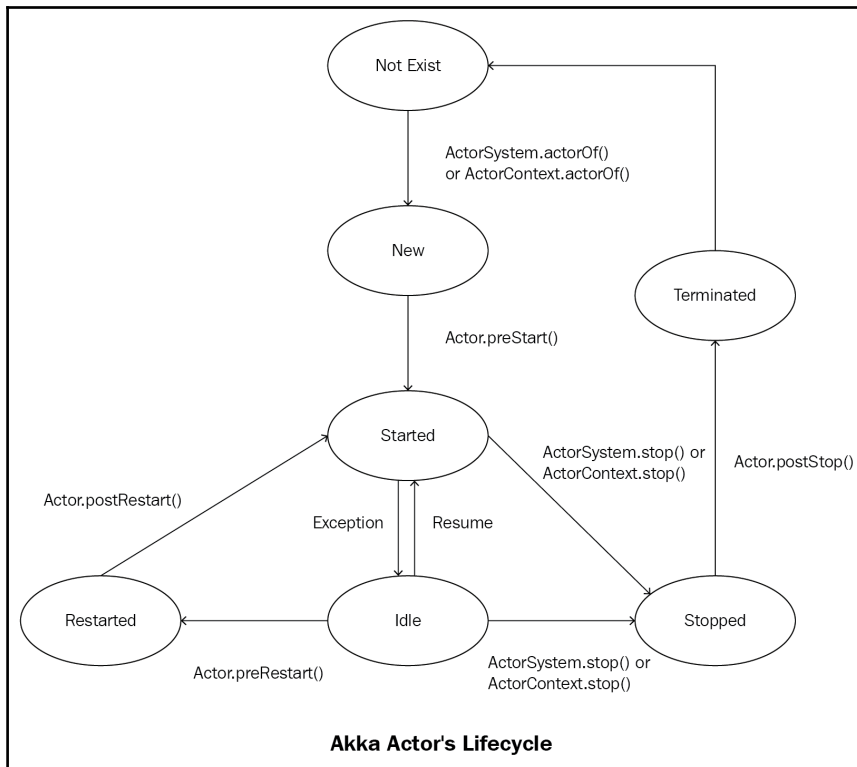 Not Exist
ActorSystem.actorOf()
or ActorContext.actorOf()
New
Terminated
Actor.preStart()
Started
ActorSystem.stop() or
ActorContext.stop()
Actor.postStop()
Actor.postRestart()
Exception
Resume
Restarted
Idle
Stopped
Actor.preRestart()
ActorSystem.stop() or
ActorContext.stop()
Akka Actor's Lifecycle